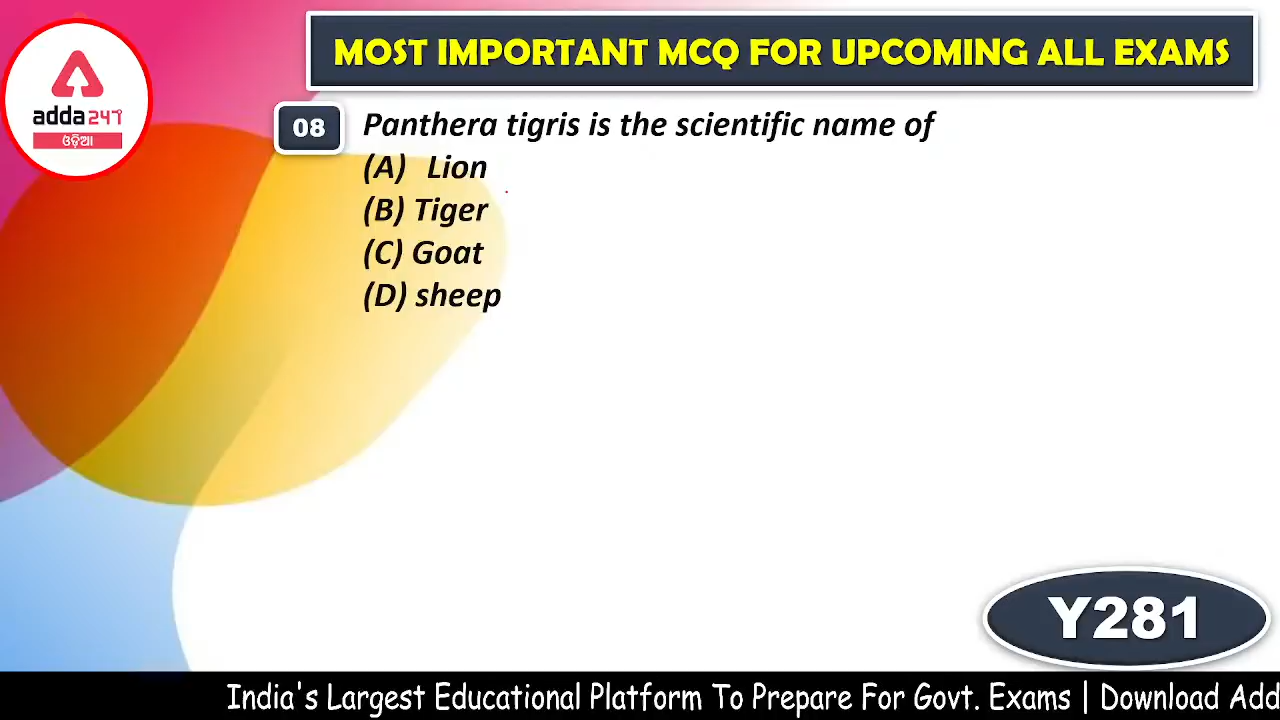 MOST IMPORTANT MCQ FOR UPCOMING ALL EXAMS
adda247
ଓଡ଼ିଆ
08 Panthera tigris is the scientific name of
(A) Lion
(B) Tiger
(C) Goat
(D) sheep
Y281
India's Largest Educational Platform To Prepare For Govt. Exams | Download Add